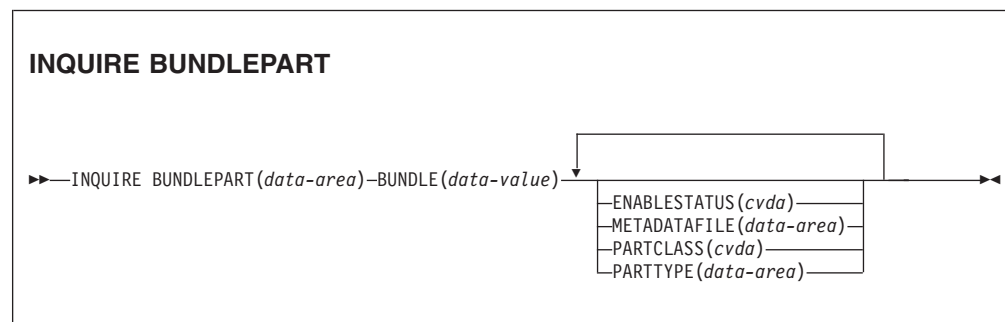 INQUIRE BUNDLEPART
INQUIRE BUNDLEPART(data-area) BUNDLE(data-value)
ENABLESTATUS(cvda)
METADATAFILE(data-area)
PARTCLASS(cvda)
PARTTYPE(data-area)